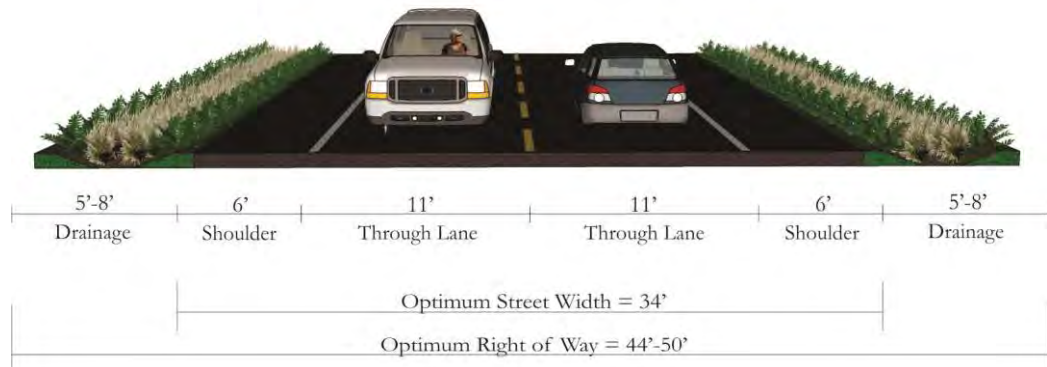 5’-8’ 6’ 11’ 11’ 6’ 5’-8’
Drainage Shoulder Through Lane Through Lane Shoulder Drainage
Optimum Street Width = 34’
Optimum Right of Way = 44’-50’